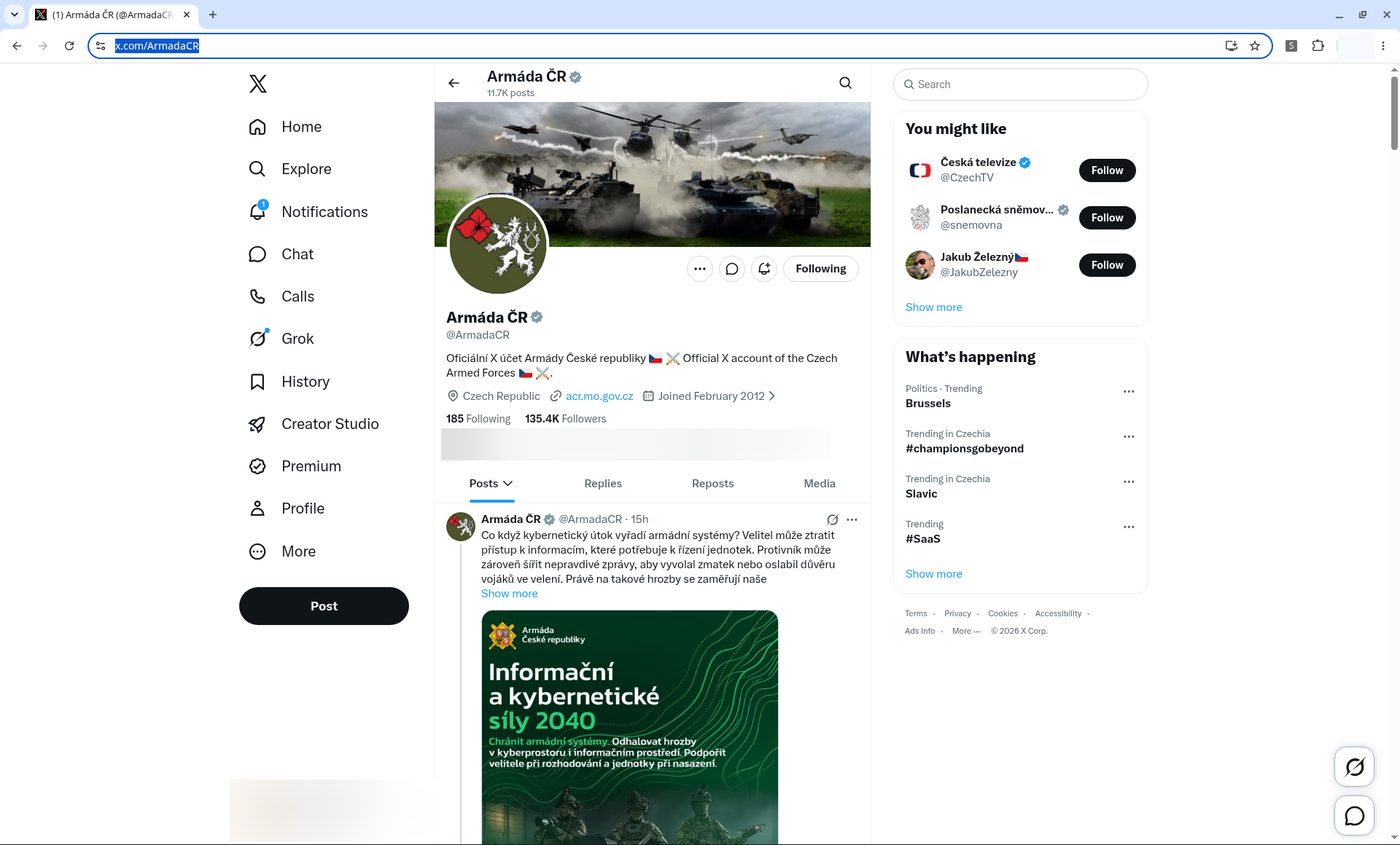 (1) Armáda ČR (@ArmadaCR
x.com/ArmadaCR
S
Home
Explore
1
Notifications
Chat
Calls
Grok
History
Creator Studio
Premium
Profile
More
Post
Armáda ČR
11.7K posts
Following
Armáda ČR
@ArmadaCR
Oficiální X účet Armády České republiky 🇨🇿 ⚔️ Official X account of the Czech
Armed Forces 🇨🇿 ⚔️.
Czech Republic acr.mo.gov.cz Joined February 2012
185 Following 135.4K Followers
Posts Replies Reposts Media
Armáda ČR @ArmadaCR · 15h
Co když kybernetický útok vyřadí armádní systémy? Velitel může ztratit
přístup k informacím, které potřebuje k řízení jednotek. Protivník může
zároveň šířit nepravdivé zprávy, aby vyvolal zmatek nebo oslabil důvěru
vojáků ve velení. Právě na takové hrozby se zaměřují naše
Show more
Armáda
České republiky
Informační
a kybernetické
síly 2040
Chránit armádní systémy. Odhalovat hrozby
v kyberprostoru i informačním prostředí. Podpořit
velitele při rozhodování a jednotky při nasazení.
Search
You might like
Česká televize
@CzechTV
Follow
Poslanecká sněmov...
@snemovna
Follow
Jakub Železný🇨🇿
@JakubZelezny
Follow
Show more
What's happening
Politics · Trending
Brussels
Trending in Czechia
#championsgobeyond
Trending in Czechia
Slavic
Trending
#SaaS
Show more
Terms · Privacy · Cookies · Accessibility ·
Ads Info · More ··· © 2026 X Corp.